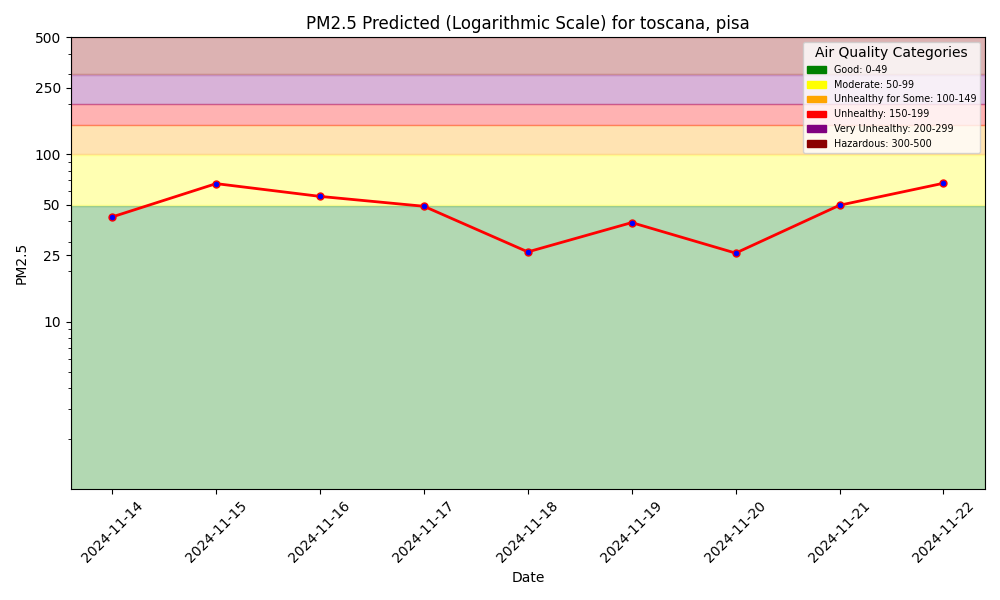 PM2.5 Predicted (Logarithmic Scale) for toscana, pisa
Air Quality Categories
Good: 0-49
Moderate: 50-99
Unhealthy for Some: 100-149
Unhealthy: 150-199
Very Unhealthy: 200-299
Hazardous: 300-500
PM2.5
500
250
100
50
25
10
2024-11-14
2024-11-15
2024-11-16
2024-11-17
2024-11-18
2024-11-19
2024-11-20
2024-11-21
2024-11-22
Date